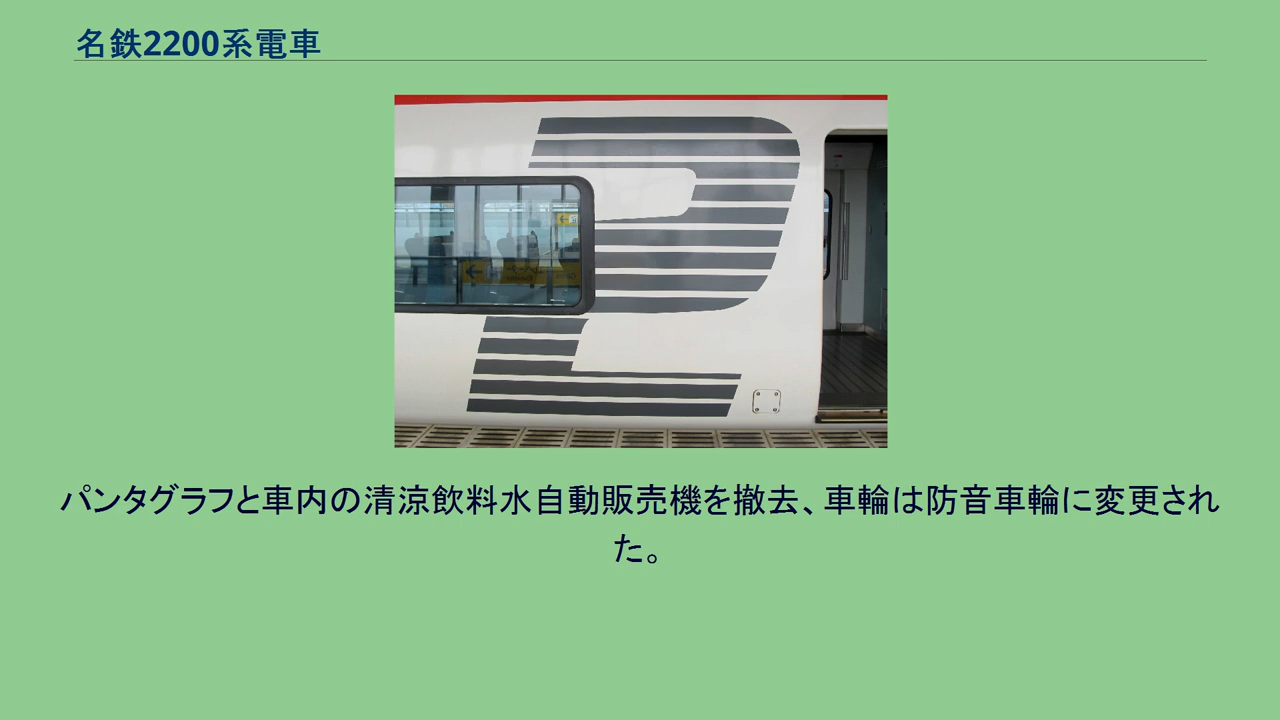 名鉄2200系電車
パンタグラフと車内の清涼飲料水自動販売機を撤去、車輪は防音車輪に変更され
た。